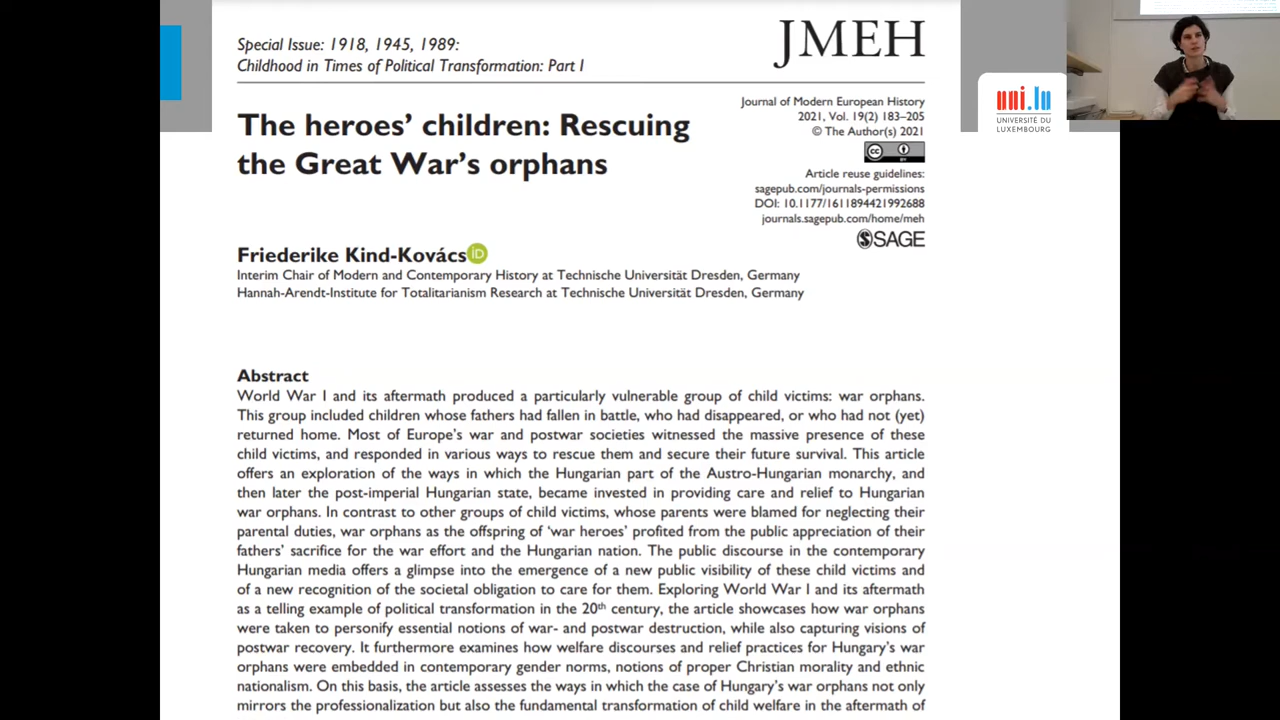 Special Issue: 1918, 1945, 1989:
Childhood in Times of Political Transformation: Part I
JMEH
The heroes’ children: Rescuing
the Great War’s orphans
Journal of Modern European History
2021, Vol. 19(2) 183–205
© The Author(s) 2021
cc BY
Article reuse guidelines:
sagepub.com/journals-permissions
DOI: 10.1177/1611894421992688
journals.sagepub.com/home/meh
SAGE
uni.lu
UNIVERSITÉ DU
LUXEMBOURG
Friederike Kind-Kovács iD
Interim Chair of Modern and Contemporary History at Technische Universität Dresden, Germany
Hannah-Arendt-Institute for Totalitarianism Research at Technische Universität Dresden, Germany
Abstract
World War I and its aftermath produced a particularly vulnerable group of child victims: war orphans.
This group included children whose fathers had fallen in battle, who had disappeared, or who had not (yet)
returned home. Most of Europe’s war and postwar societies witnessed the massive presence of these
child victims, and responded in various ways to rescue them and secure their future survival. This article
offers an exploration of the ways in which the Hungarian part of the Austro-Hungarian monarchy, and
then later the post-imperial Hungarian state, became invested in providing care and relief to Hungarian
war orphans. In contrast to other groups of child victims, whose parents were blamed for neglecting their
parental duties, war orphans as the offspring of ‘war heroes’ profited from the public appreciation of their
fathers’ sacrifice for the war effort and the Hungarian nation. The public discourse in the contemporary
Hungarian media offers a glimpse into the emergence of a new public visibility of these child victims and
of a new recognition of the societal obligation to care for them. Exploring World War I and its aftermath
as a telling example of political transformation in the 20th century, the article showcases how war orphans
were taken to personify essential notions of war- and postwar destruction, while also capturing visions of
postwar recovery. It furthermore examines how welfare discourses and relief practices for Hungary’s war
orphans were embedded in contemporary gender norms, notions of proper Christian morality and ethnic
nationalism. On this basis, the article assesses the ways in which the case of Hungary’s war orphans not only
mirrors the professionalization but also the fundamental transformation of child welfare in the aftermath of